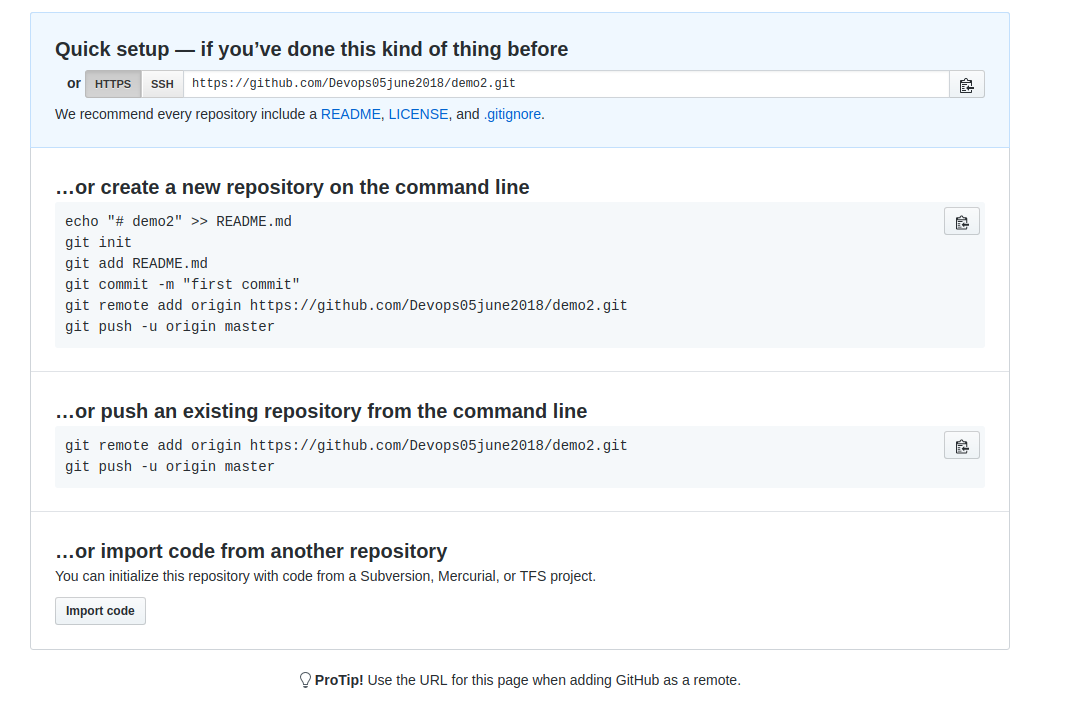 Quick setup — if you’ve done this kind of thing before
or HTTPS SSH https://github.com/Devops05june2018/demo2.git
We recommend every repository include a README, LICENSE, and .gitignore.
…or create a new repository on the command line
echo "# demo2" >> README.md
git init
git add README.md
git commit -m "first commit"
git remote add origin https://github.com/Devops05june2018/demo2.git
git push -u origin master
…or push an existing repository from the command line
git remote add origin https://github.com/Devops05june2018/demo2.git
git push -u origin master
…or import code from another repository
You can initialize this repository with code from a Subversion, Mercurial, or TFS project.
Import code
ProTip! Use the URL for this page when adding GitHub as a remote.